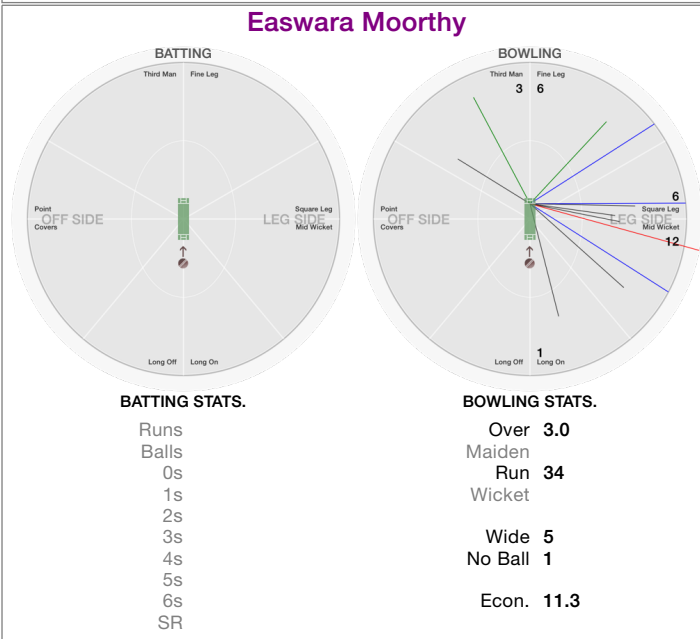 Easwara Moorthy
BATTING
Third Man Fine Leg
Point
OFF SIDE
Covers
Square Leg
LEG SIDE
Mid Wicket
Long Off Long On
BATTING STATS.
Runs
Balls
0s
1s
2s
3s
4s
5s
6s
SR
BOWLING
Third Man Fine Leg
3 6
Point
OFF SIDE
Covers
6
Square Leg
LEG SIDE
Mid Wicket
12
1
Long Off Long On
BOWLING STATS.
Over 3.0
Maiden
Run 34
Wicket
Wide 5
No Ball 1
Econ. 11.3